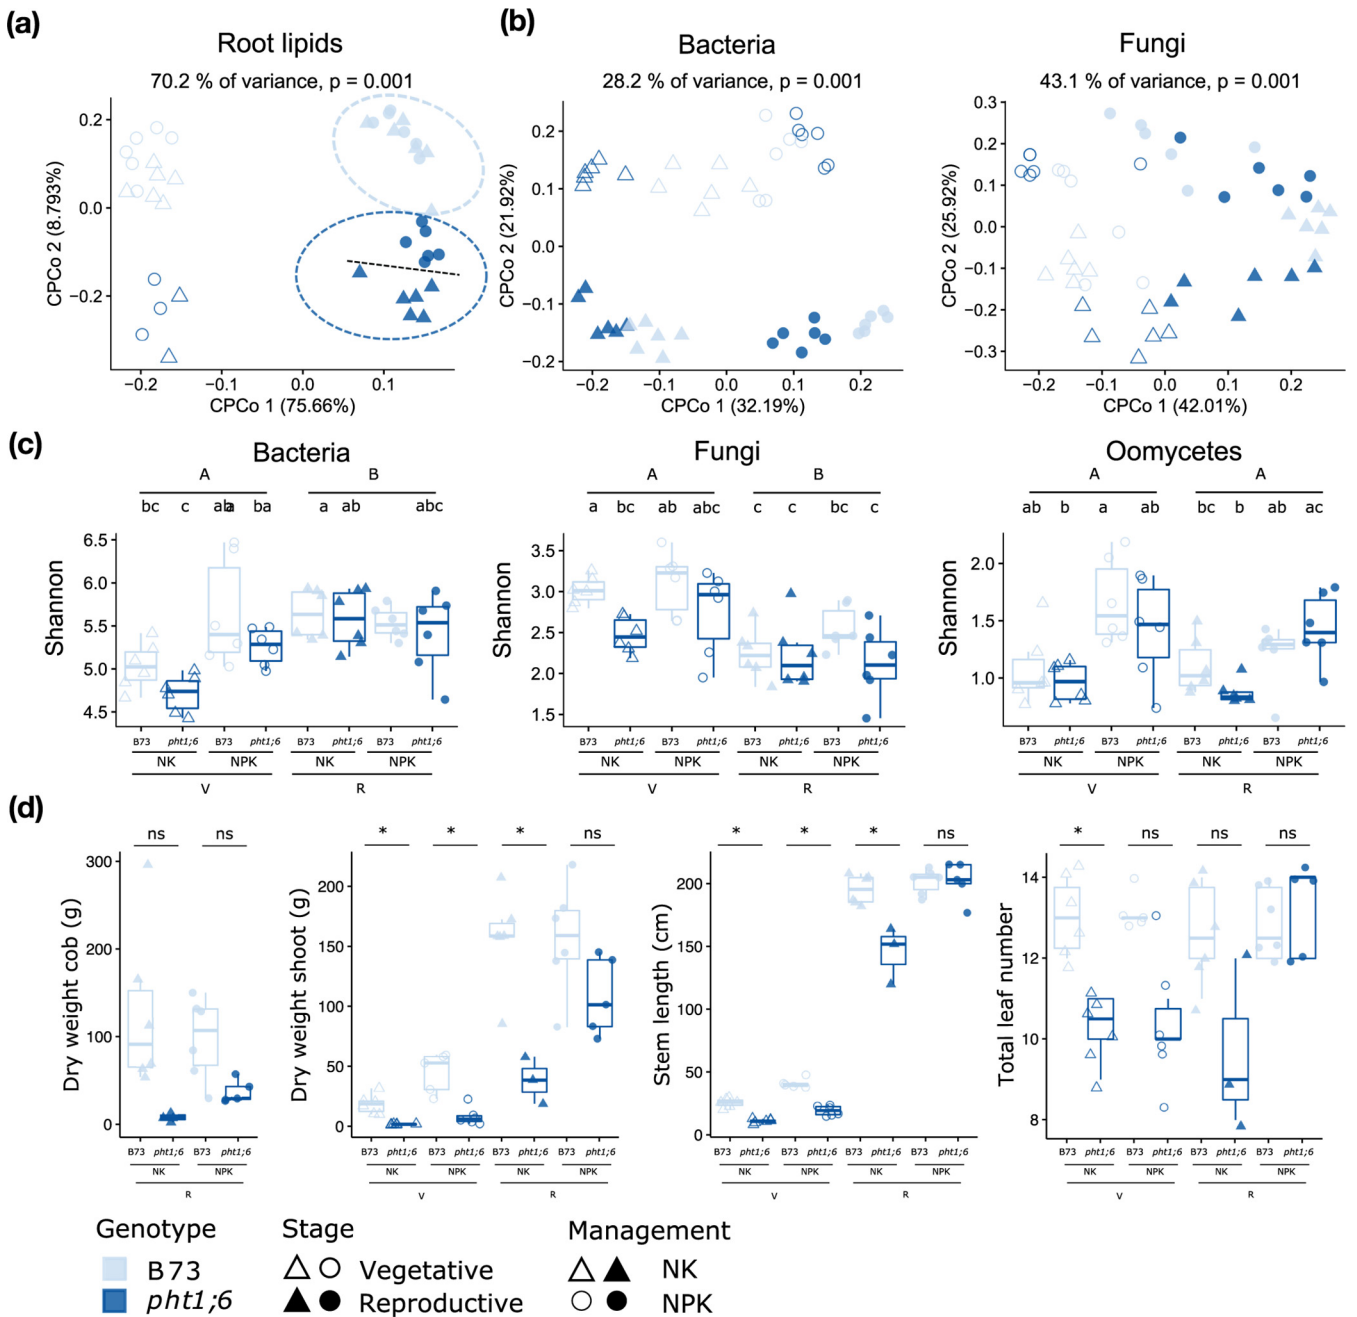 (a)
Root lipids
70.2 % of variance, p = 0.001
0.2
0.0
−0.2
CPCo 2 (8.793%)
−0.2
−0.1
0.0
0.1
CPCo 1 (75.66%)
(b)
Bacteria
28.2 % of variance, p = 0.001
0.2
0.1
0.0
−0.1
−0.2
CPCo 2 (21.92%)
−0.2
−0.1
0.0
0.1
0.2
CPCo 1 (32.19%)
Fungi
43.1 % of variance, p = 0.001
0.3
0.2
0.1
0.0
−0.1
−0.2
−0.3
CPCo 2 (25.92%)
−0.2
−0.1
0.0
0.1
0.2
CPCo 1 (42.01%)
(c)
Bacteria
A B
bc c ab a ba a ab abc
6.5
6.0
5.5
5.0
4.5
Shannon
B73 pht1;6 B73 pht1;6 B73 pht1;6 B73 pht1;6
NK NPK NK NPK
V R
Fungi
A B
a bc ab abc c c bc c
3.5
3.0
2.5
2.0
1.5
Shannon
B73 pht1;6 B73 pht1;6 B73 pht1;6 B73 pht1;6
NK NPK NK NPK
V R
Oomycetes
A A
ab b a ab bc b ab ac
2.0
1.5
1.0
Shannon
B73 pht1;6 B73 pht1;6 B73 pht1;6 B73 pht1;6
NK NPK NK NPK
V R
(d)
ns ns
300
200
100
0
Dry weight cob (g)
B73 pht1;6 B73 pht1;6
NK NPK
R
* * * ns
200
150
100
50
0
Dry weight shoot (g)
B73 pht1;6 B73 pht1;6 B73 pht1;6 B73 pht1;6
NK NPK NK NPK
V R
* * * ns
200
150
100
50
0
Stem length (cm)
B73 pht1;6 B73 pht1;6 B73 pht1;6 B73 pht1;6
NK NPK NK NPK
V R
* ns ns ns
14
12
10
8
Total leaf number
B73 pht1;6 B73 pht1;6 B73 pht1;6 B73 pht1;6
NK NPK NK NPK
V R
Genotype
B73
pht1;6
Stage
Vegetative
Reproductive
Management
NK
NPK